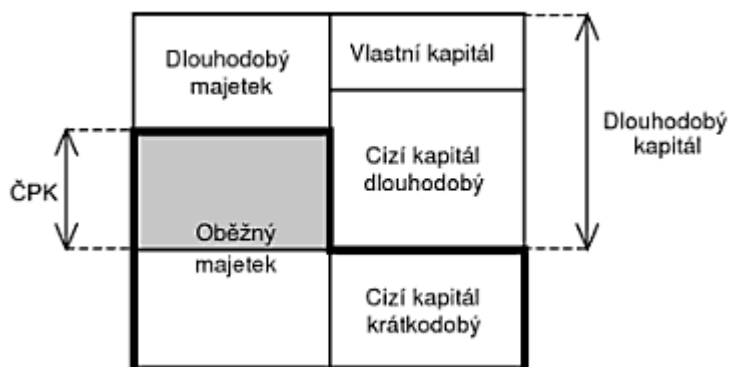 Dlouhodobý
majetek
Vlastní kapitál
Dlouhodobý
kapitál
Cizí kapitál
dlouhodobý
ČPK
Oběžný
majetek
Cizí kapitál
krátkodobý